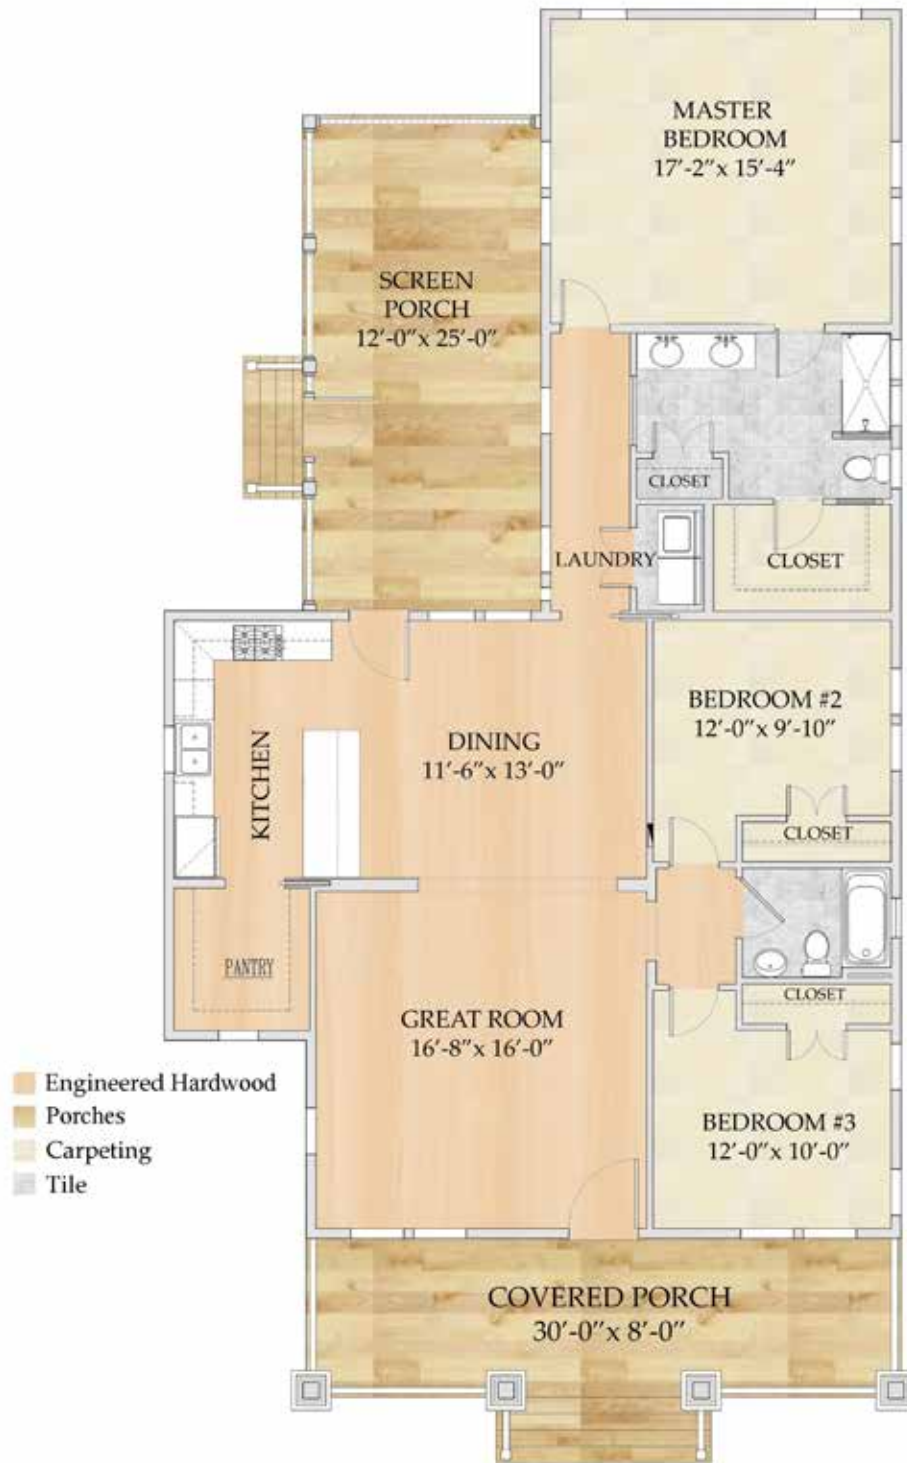 MASTER
BEDROOM
17'-2"x 15'-4"
SCREEN
PORCH
12'-0"x 25'-0"
CLOSET
LAUNDRY
CLOSET
KITCHEN
DINING
11'-6"x 13'-0"
BEDROOM #2
12'-0"x 9'-10"
CLOSET
PANTRY
GREAT ROOM
16'-8"x 16'-0"
CLOSET
BEDROOM #3
12'-0"x 10'-0"
Engineered Hardwood
Porches
Carpeting
Tile
COVERED PORCH
30'-0"x 8'-0"